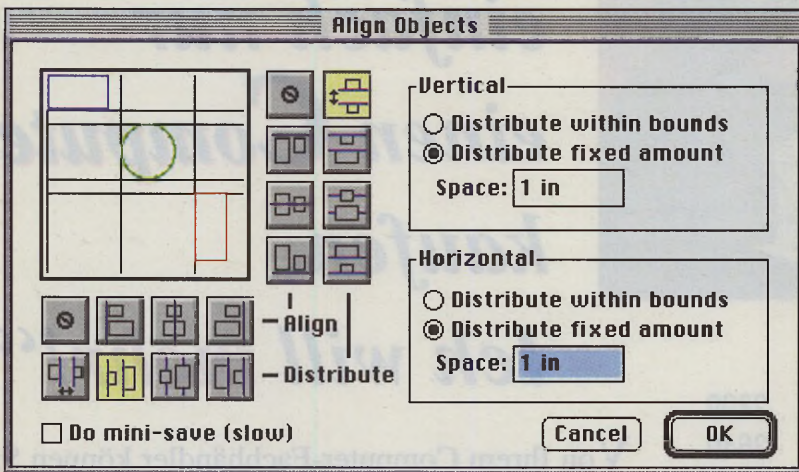 Align Objects
Vertical
Distribute within bounds
Distribute fixed amount
Space: 1 in
Horizontal
Distribute within bounds
Distribute fixed amount
Space: 1 in
Align
Distribute
Do mini-save (slow)
Cancel
OK